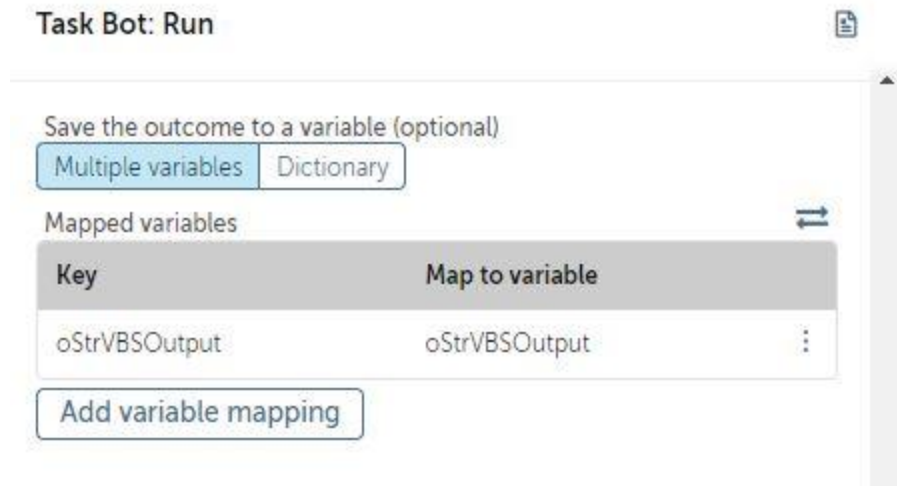 Task Bot: Run
Save the outcome to a variable (optional)
Multiple variables Dictionary
Mapped variables
Key Map to variable
oStrVBSOutput oStrVBSOutput
Add variable mapping